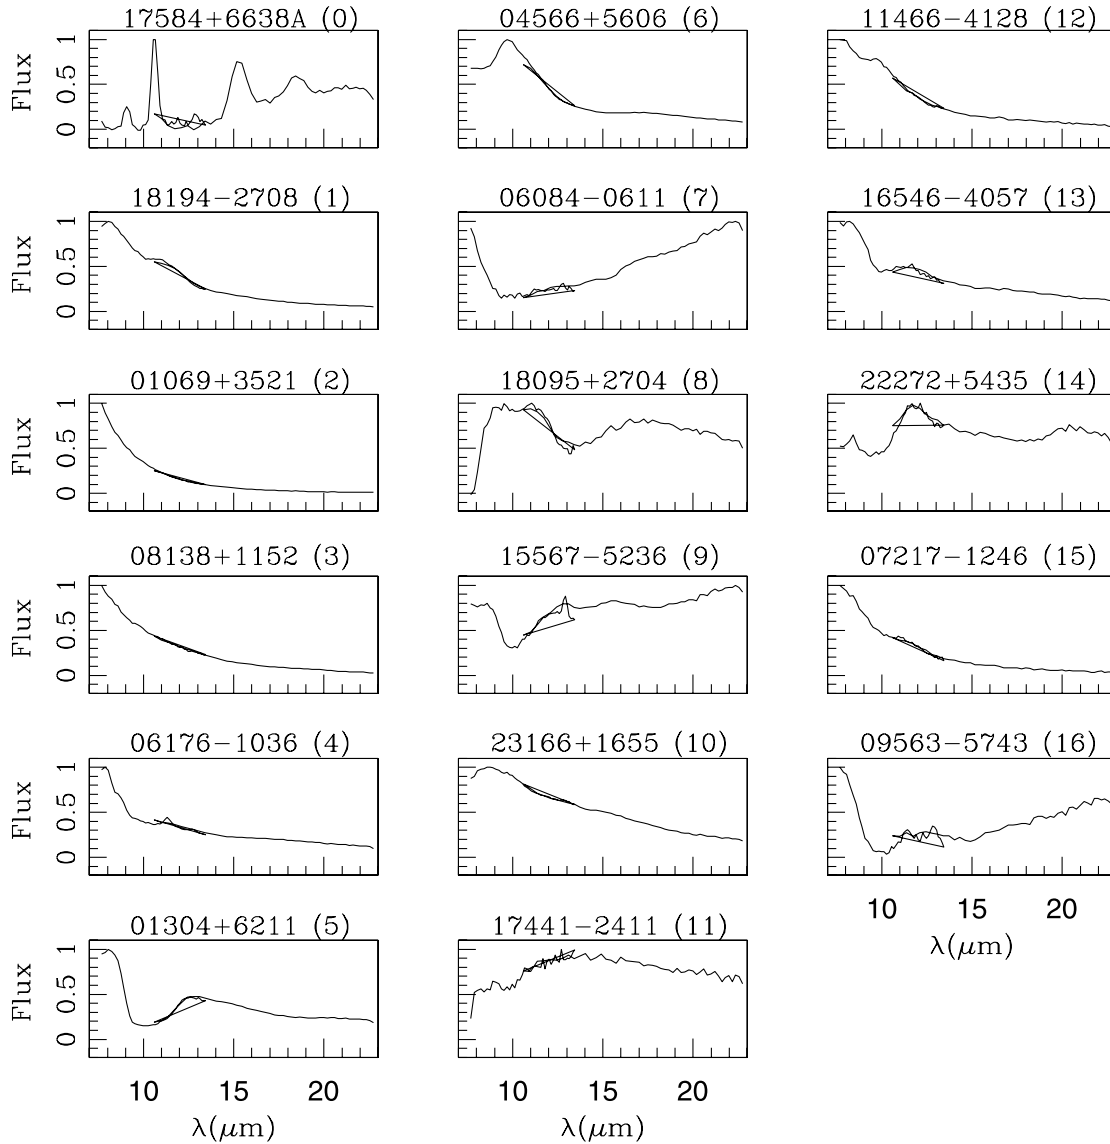 17584+6638A (0)
04566+5606 (6)
11466−4128 (12)
Flux
1
0.5
0
18194−2708 (1)
06084−0611 (7)
16546−4057 (13)
Flux
1
0.5
0
01069+3521 (2)
18095+2704 (8)
22272+5435 (14)
Flux
1
0.5
0
08138+1152 (3)
15567−5236 (9)
07217−1246 (15)
Flux
1
0.5
0
06176−1036 (4)
23166+1655 (10)
09563−5743 (16)
Flux
1
0.5
0
10 15 20
λ(μm)
01304+6211 (5)
17441−2411 (11)
Flux
1
0.5
0
10 15 20
10 15 20
λ(μm)
λ(μm)